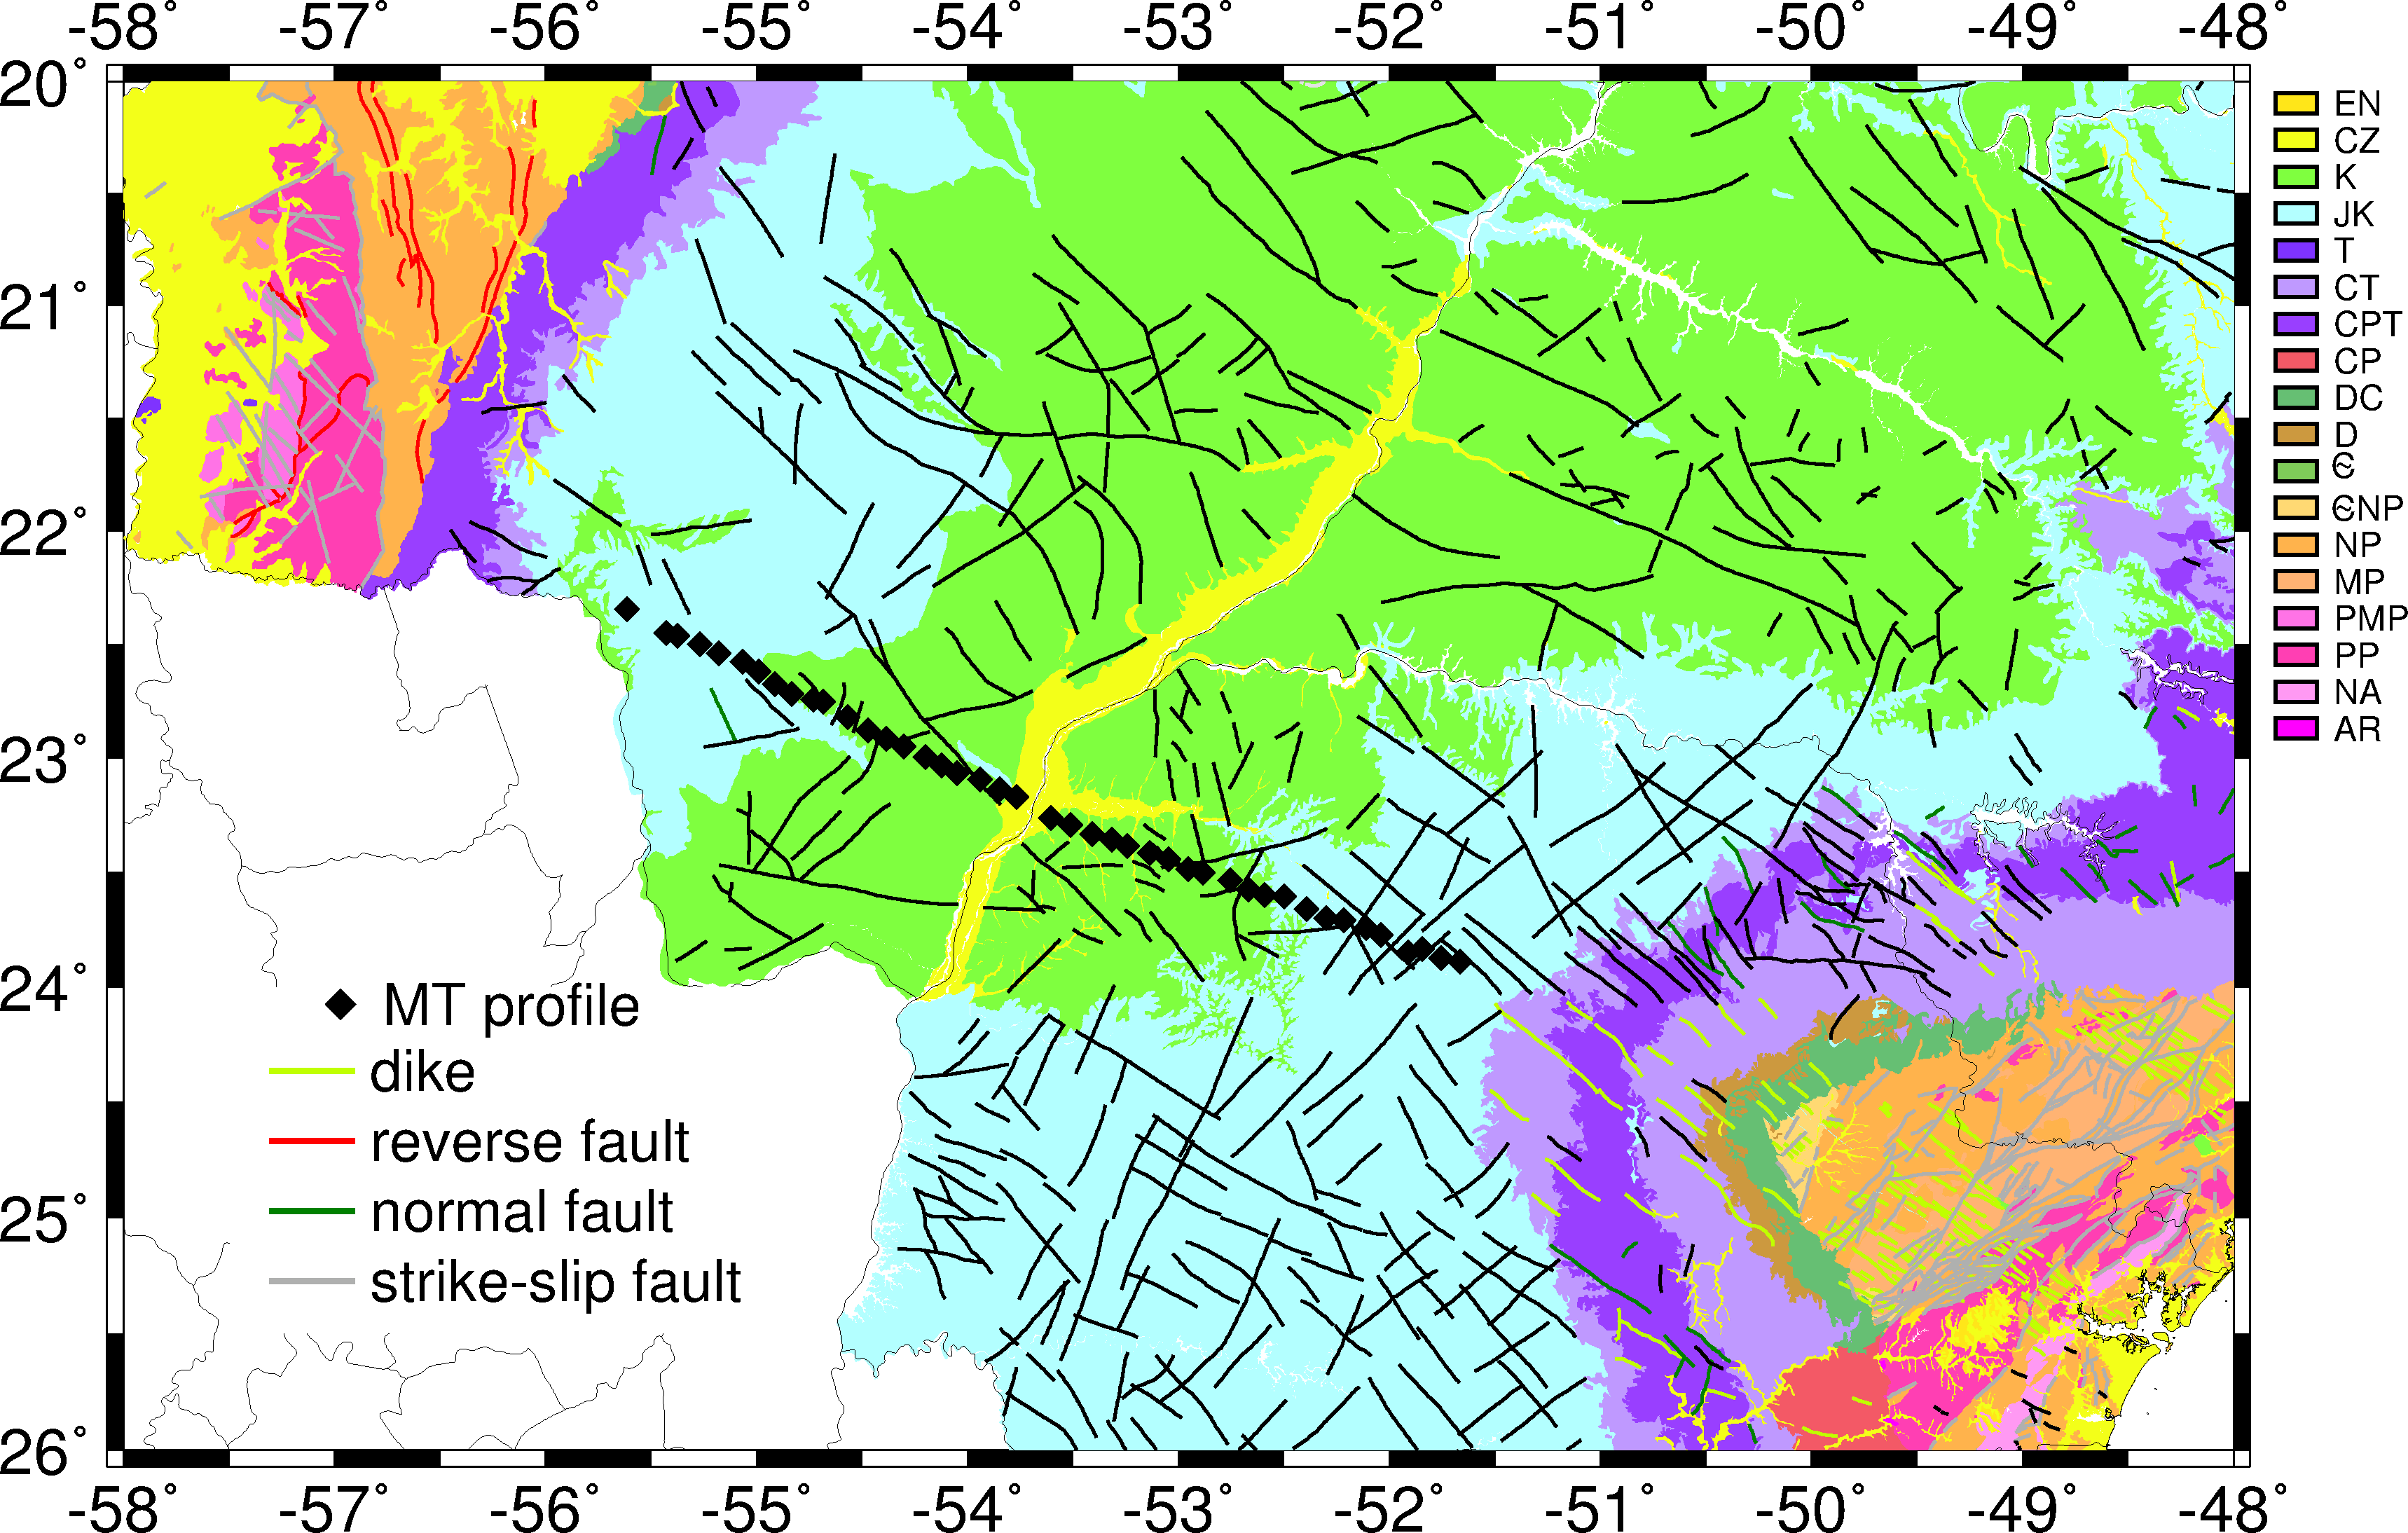 -58° -57° -56° -55° -54° -53° -52° -51° -50° -49° -48°
20°
21°
22°
23°
24°
25°
26°
EN
CZ
K
JK
T
CT
CPT
CP
DC
D
Є
ЄNP
NP
MP
PMP
PP
NA
AR
MT profile
dike
reverse fault
normal fault
strike-slip fault
-58° -57° -56° -55° -54° -53° -52° -51° -50° -49° -48°